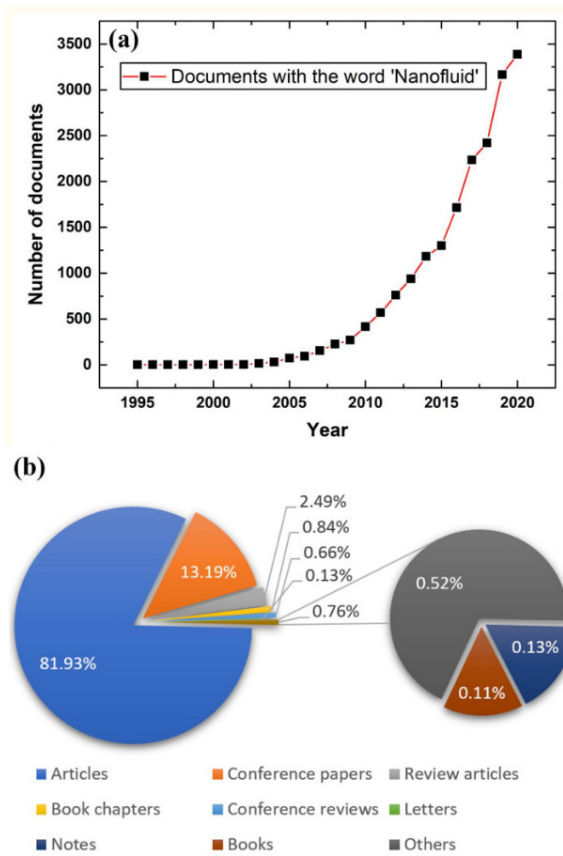 (a)
Documents with the word 'Nanofluid'
Number of documents
3500
3000
2500
2000
1500
1000
500
0
1995 2000 2005 2010 2015 2020
Year
(b)
2.49%
0.84%
0.66%
0.13%
0.76%
13.19%
81.93%
0.52%
0.13%
0.11%
Articles Conference papers Review articles
Book chapters Conference reviews Letters
Notes Books Others